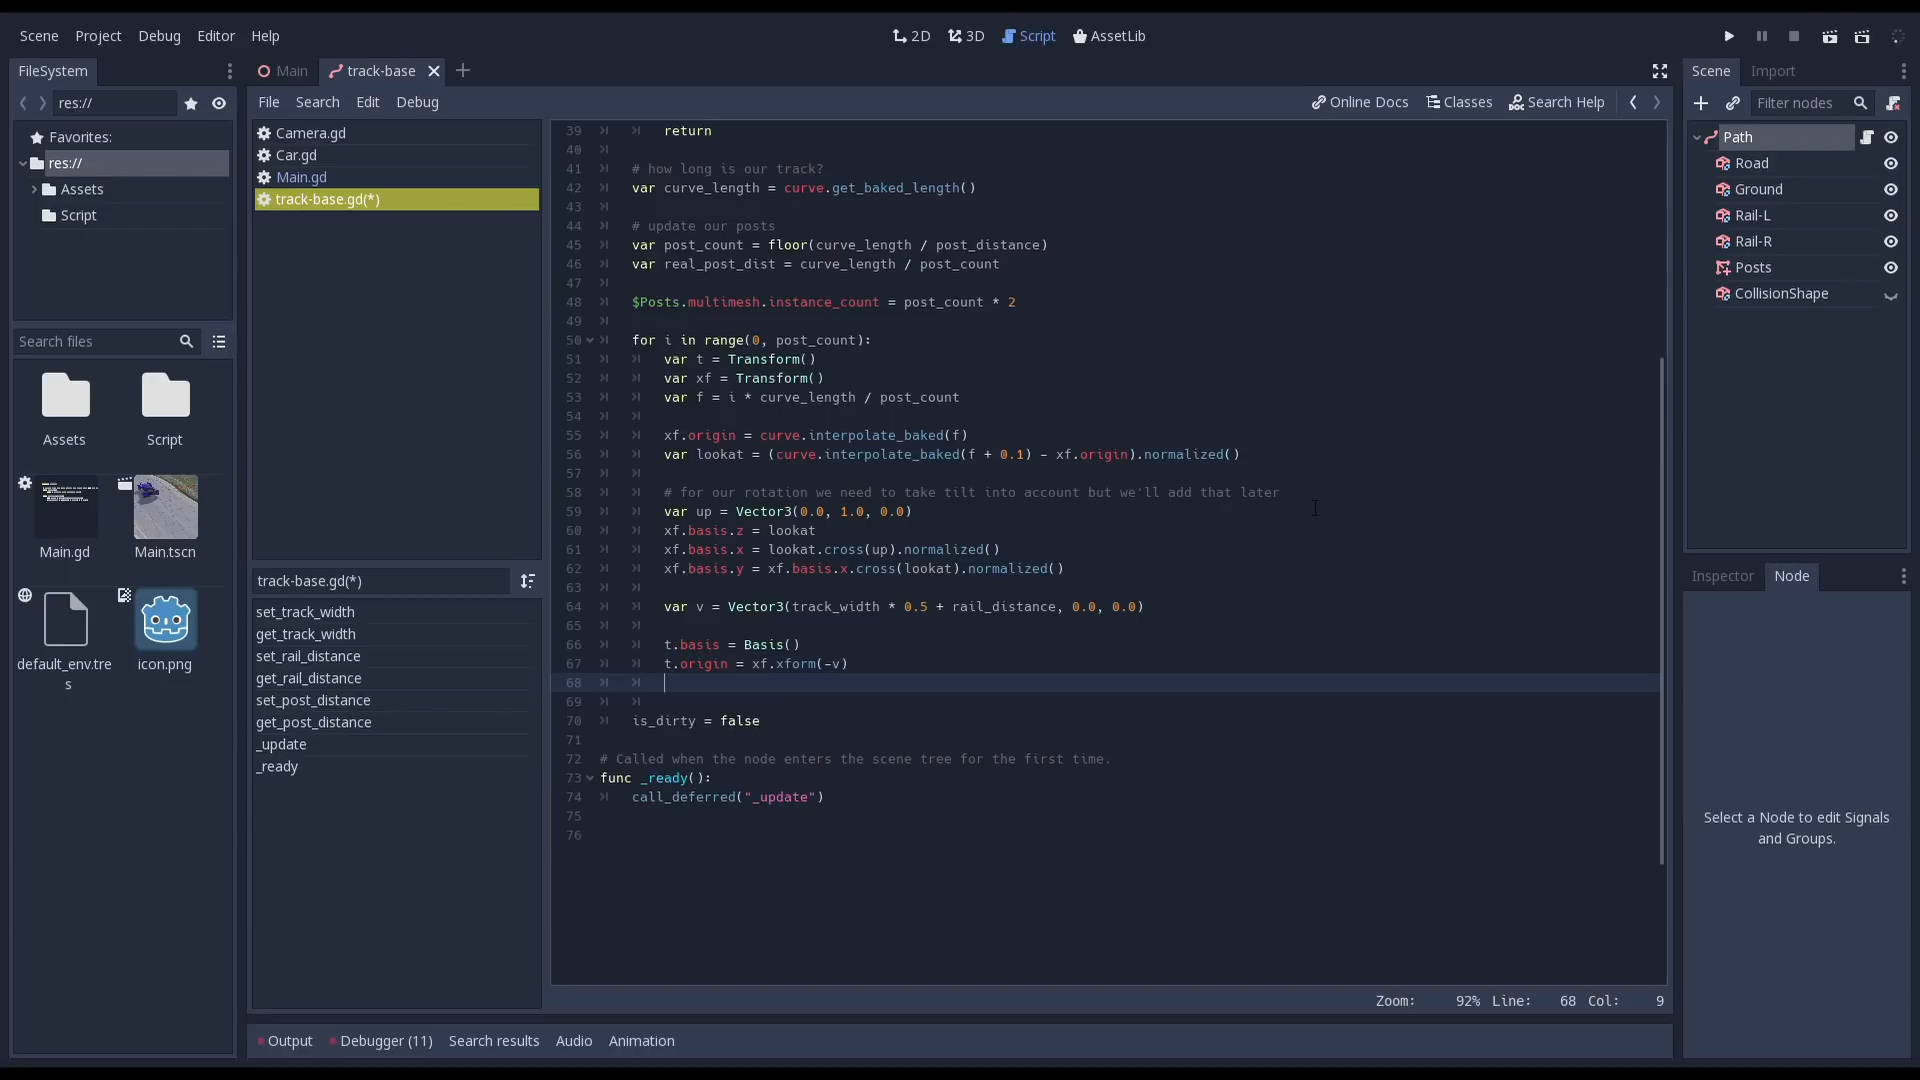 Scene Project Debug Editor Help
2D 3D Script AssetLib
FileSystem
res://
Favorites:
res://
Assets
Script
Search files
Assets Script
Main.gd Main.tscn
default_env.tre
s
icon.png
Main track-base
File Search Edit Debug
Online Docs Classes Search Help
Camera.gd
Car.gd
Main.gd
track-base.gd(*)
track-base.gd(*)
set_track_width
get_track_width
set_rail_distance
get_rail_distance
set_post_distance
get_post_distance
_update
_ready
39 return
40
41 # how long is our track?
42 var curve_length = curve.get_baked_length()
43
44 # update our posts
45 var post_count = floor(curve_length / post_distance)
46 var real_post_dist = curve_length / post_count
47
48 $Posts.multimesh.instance_count = post_count * 2
49
50 for i in range(0, post_count):
51 var t = Transform()
52 var xf = Transform()
53 var f = i * curve_length / post_count
54
55 xf.origin = curve.interpolate_baked(f)
56 var lookat = (curve.interpolate_baked(f + 0.1) - xf.origin).normalized()
57
58 # for our rotation we need to take tilt into account but we'll add that later
59 var up = Vector3(0.0, 1.0, 0.0)
60 xf.basis.z = lookat
61 xf.basis.x = lookat.cross(up).normalized()
62 xf.basis.y = xf.basis.x.cross(lookat).normalized()
63
64 var v = Vector3(track_width * 0.5 + rail_distance, 0.0, 0.0)
65
66 t.basis = Basis()
67 t.origin = xf.xform(-v)
68
69
70 is_dirty = false
71
72 # Called when the node enters the scene tree for the first time.
73 func _ready():
74 call_deferred("_update")
75
76
Zoom: 92% Line: 68 Col: 9
Output Debugger (11) Search results Audio Animation
Scene Import
Filter nodes
Path
Road
Ground
Rail-L
Rail-R
Posts
CollisionShape
Inspector Node
Select a Node to edit Signals
and Groups.